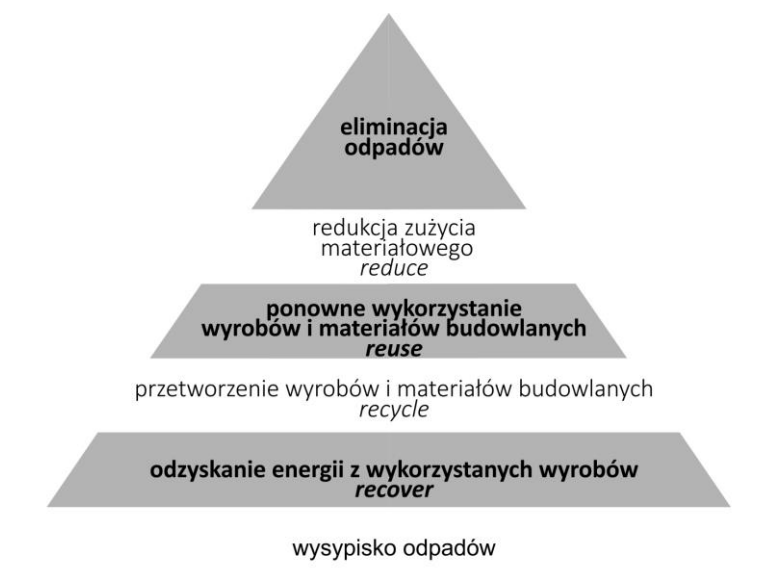 eliminacja
odpadów
redukcja zużycia
materiałowego
reduce
ponowne wykorzystanie
wyrobów i materiałów budowlanych
reuse
przetworzenie wyrobów i materiałów budowlanych
recycle
odzyskanie energii z wykorzystanych wyrobów
recover
wysypisko odpadów